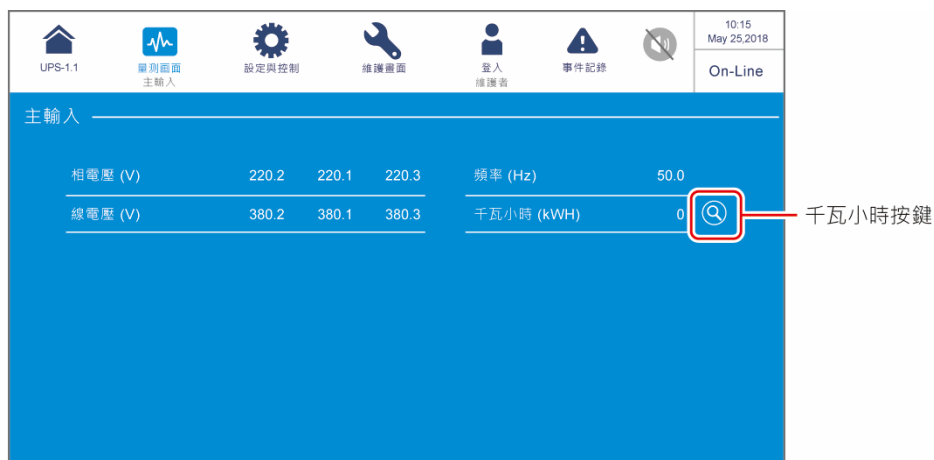 10:15
May 25,2018
UPS-1.1
量測画面
設定與控制
維護畫面
登入
事件記錄
On-Line
主輸入
維護者
主輸入
相電壓 (V) 220.2 220.1 220.3 頻率 (Hz) 50.0
線電壓 (V) 380.2 380.1 380.3 千瓦小時 (kWH) 0
千瓦小時按鍵